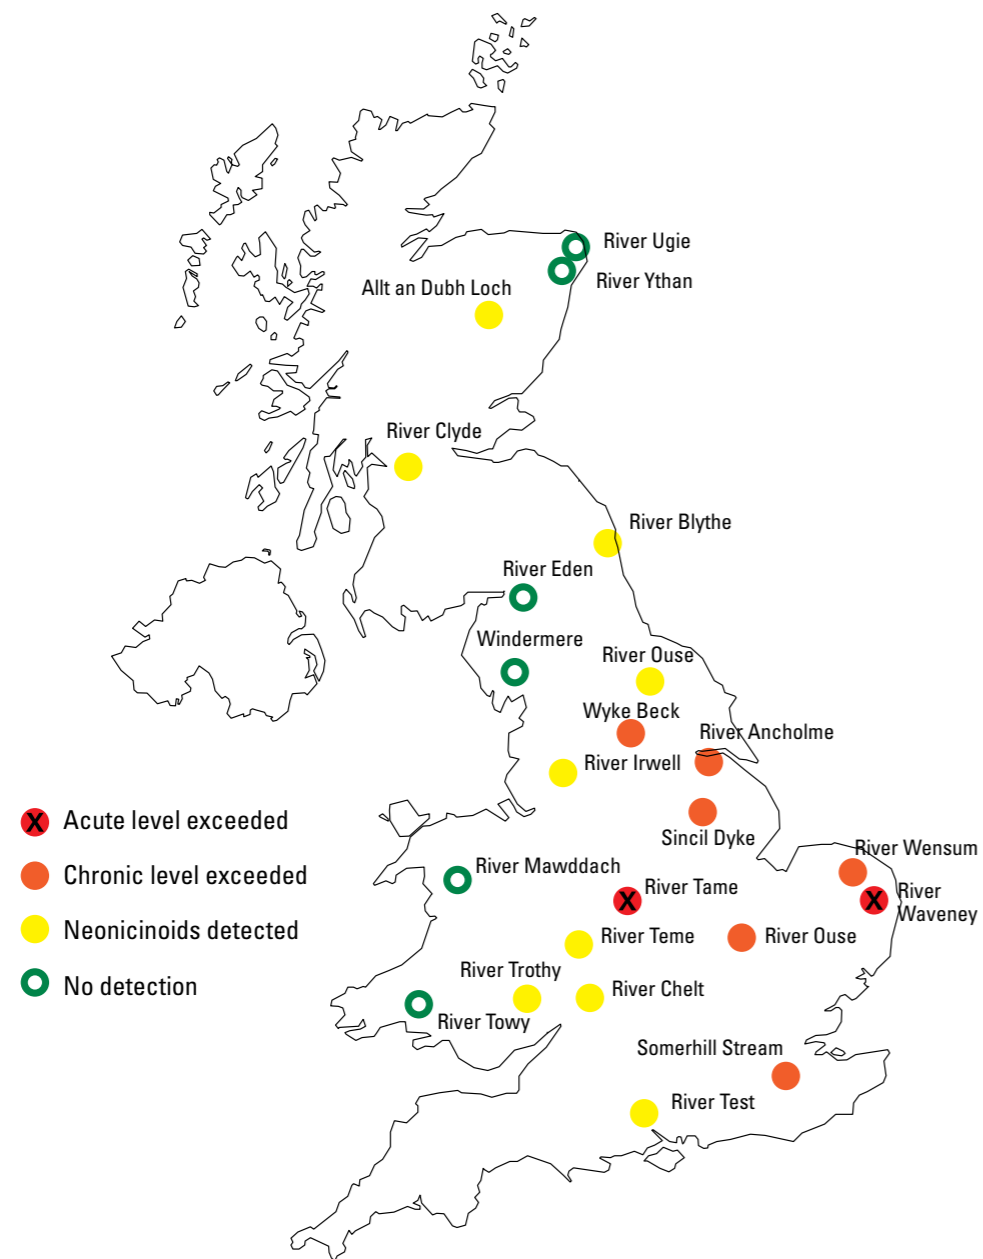 River Ugie
River Ythan
Allt an Dubh Loch
River Clyde
River Blythe
River Eden
Windermere
River Ouse
Wyke Beck
River Ancholme
River Irwell
X Acute level exceeded
Sincil Dyke
River Wensum
Chronic level exceeded
River Mawddach
X
River Tame
X
River
Waveney
Neonicinoids detected
River Teme
River Ouse
River Trothy
No detection
River Chelt
River Towy
Somerhill Stream
River Test